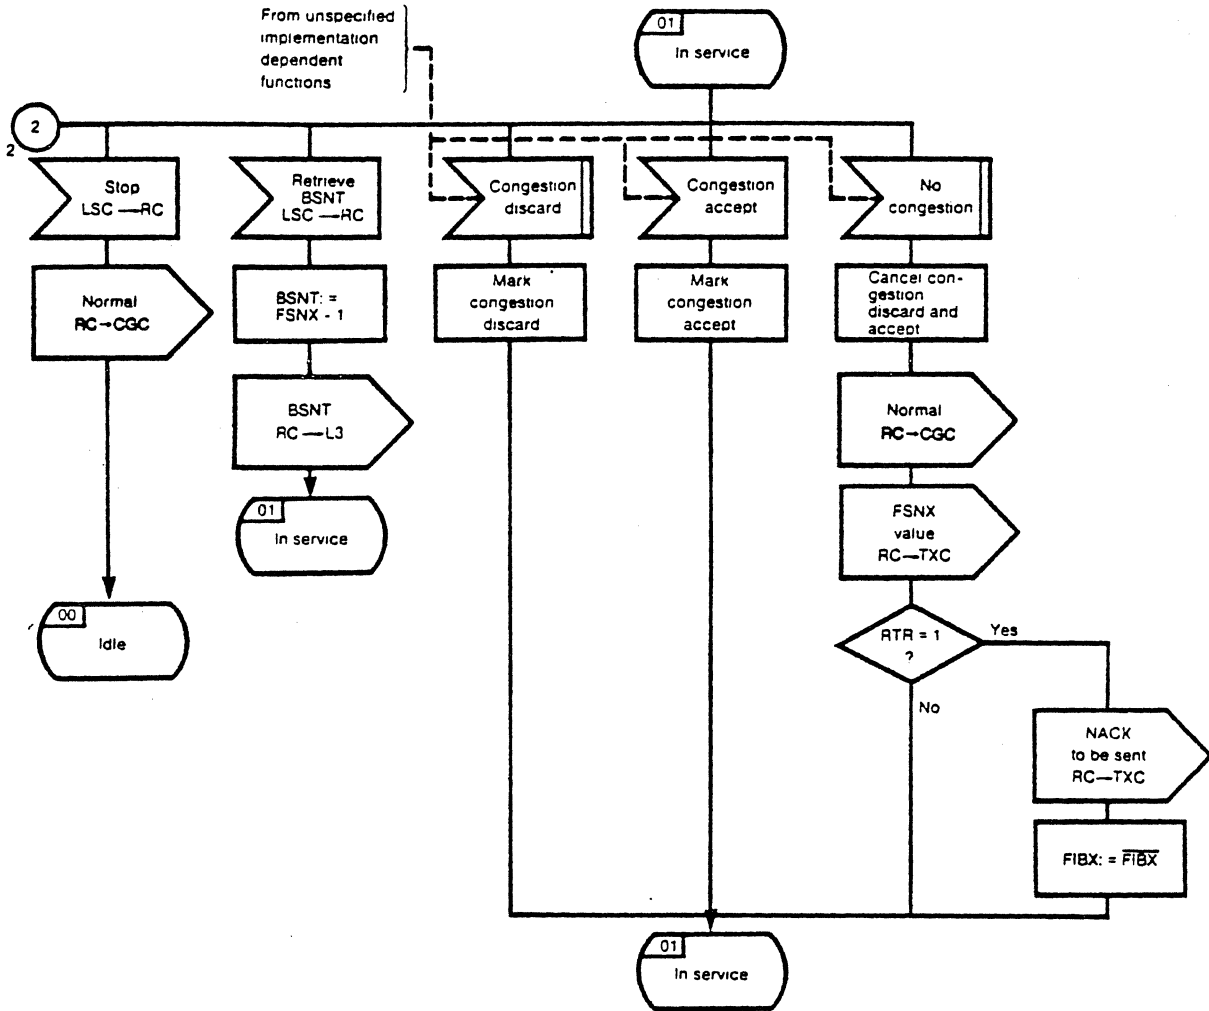 From unspecified
implementation
dependent
functions
01
In service
2
2
Stop
LSC → RC
Retrieve
BSNT
LSC → RC
Congestion
discard
Congestion
accept
No
congestion
Normal
RC→CGC
BSNT: =
FSNX - 1
Mark
congestion
discard
Mark
congestion
accept
Cancel con-
gestion
discard and
accept
BSNT
RC → L3
Normal
RC→CGC
01
In service
FSNX
value
RC→TXC
00
Idle
RTR = 1
?
Yes
No
NACK
to be sent
RC→TXC
FIBX: = F̅I̅B̅X̅
01
In service